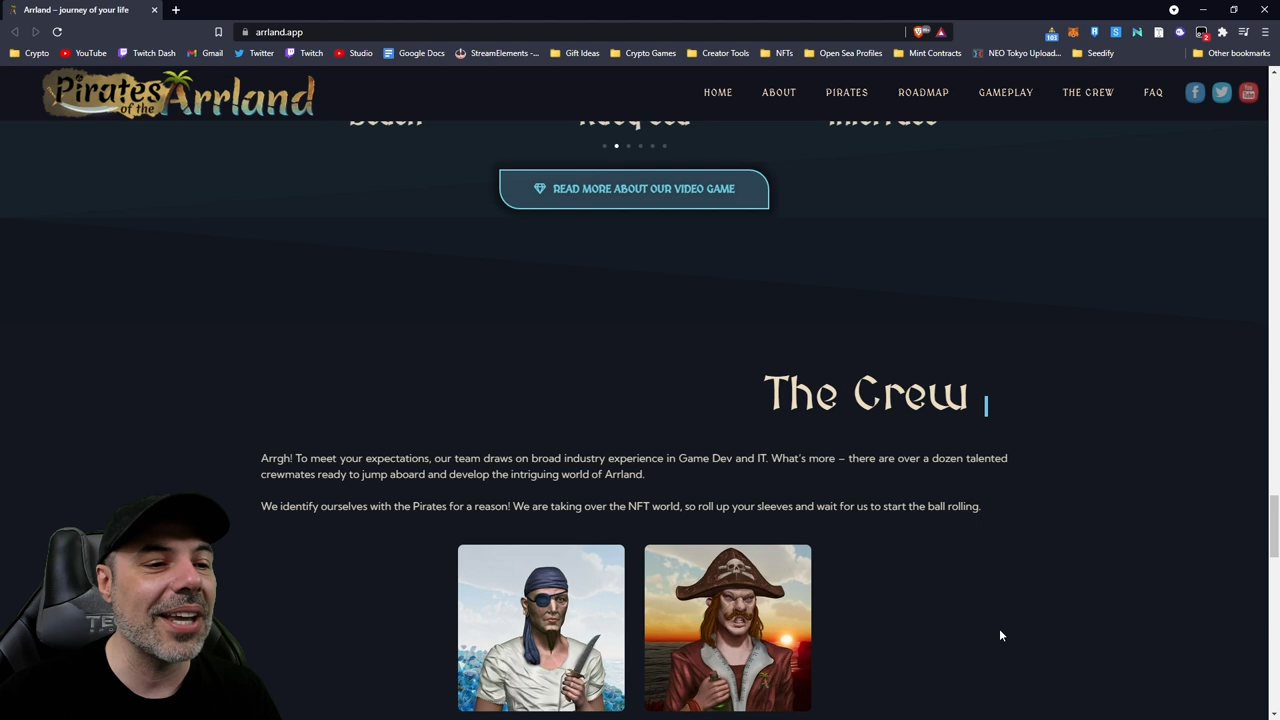 Arrland – journey of your life
arrland.app
Crypto YouTube Twitch Dash Gmail Twitter Twitch Studio Google Docs StreamElements -... Gift Ideas Crypto Games Creator Tools NFTs Open Sea Profiles Mint Contracts NEO Tokyo Upload... Seedify Other bookmarks
Pirates of the Arrland
HOME ABOUT PIRATES ROADMAP GAMEPLAY THE CREW FAQ
READ MORE ABOUT OUR VIDEO GAME
The Crew
Arrgh! To meet your expectations, our team draws on broad industry experience in Game Dev and IT. What's more – there are over a dozen talented
crewmates ready to jump aboard and develop the intriguing world of Arrland.
We identify ourselves with the Pirates for a reason! We are taking over the NFT world, so roll up your sleeves and wait for us to start the ball rolling.